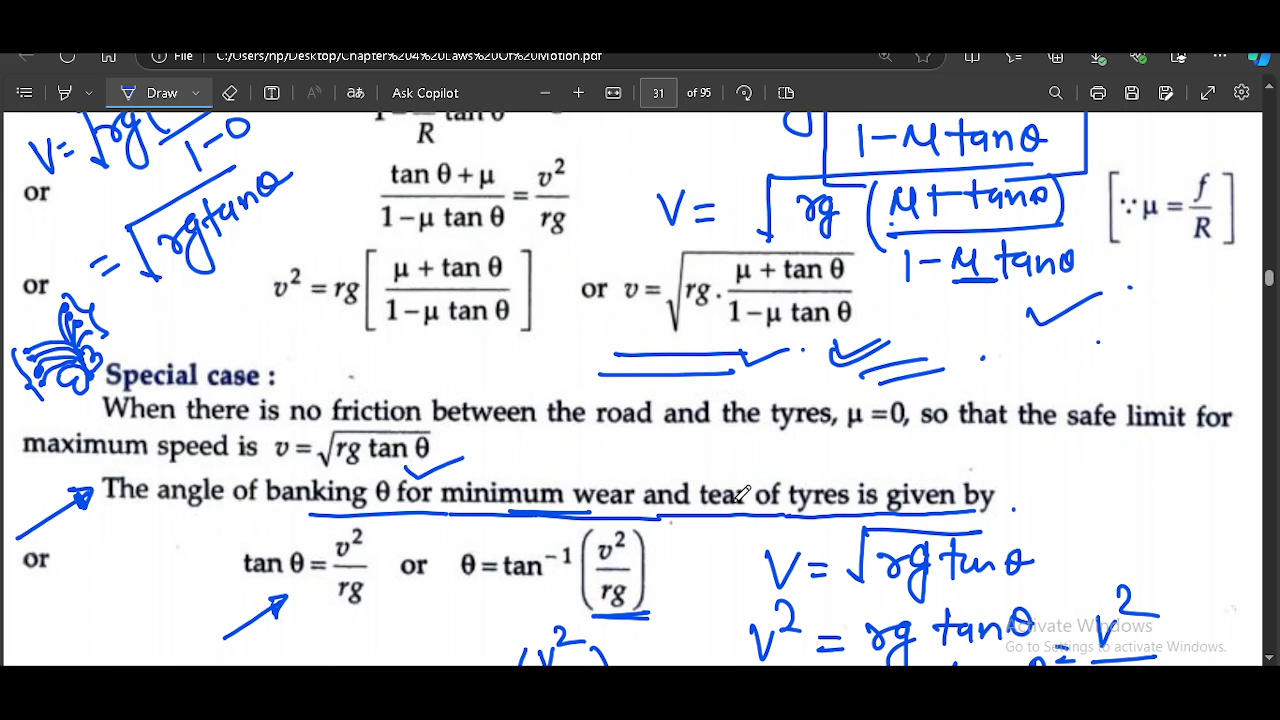 File C:/Users/np/Desktop/Chapter%204%20Laws%20Of%20Motion.pdf
Draw Ask Copilot 31 of 95
R
1 - μ tanθ
or tan θ + μ / 1 - μ tan θ = v² / rg
V = √rg (μ + tanθ) / 1 - μ tanθ
[∵ μ = f / R]
= √rg tanθ
or v² = rg [μ + tan θ / 1 - μ tan θ] or v = √rg . μ + tan θ / 1 - μ tan θ
Special case :
When there is no friction between the road and the tyres, μ =0, so that the safe limit for
maximum speed is v = √rg tan θ
The angle of banking θ for minimum wear and tear of tyres is given by
or tan θ = v² / rg or θ = tan⁻¹ (v² / rg)
V = √rg tanθ
V² = rg tanθ
V²
(V²)
Activate Windows
Go to Settings to activate Windows.